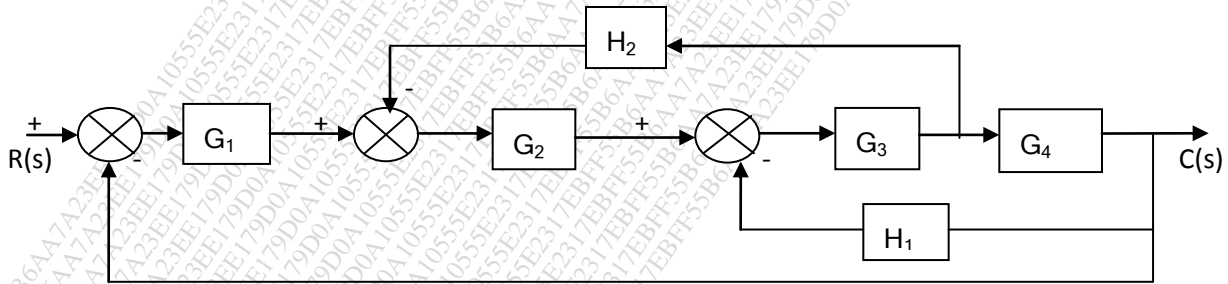 H₂
-
-
+
+
+
R(s)
-
G₁
G₂
-
G₃
G₄
C(s)
H₁